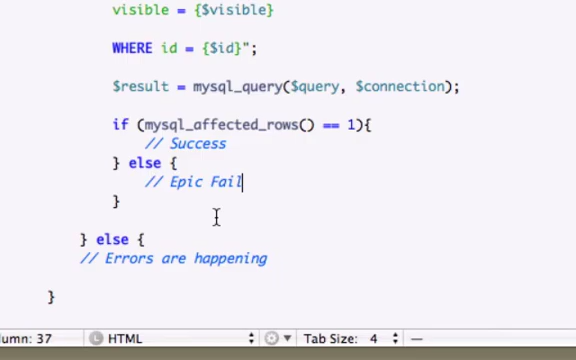 visible = {$visible}
WHERE id = {$id}";
$result = mysql_query($query, $connection);
if (mysql_affected_rows() == 1){
// Success
} else {
// Epic Fail
}
} else {
// Errors are happening
}
lumn: 37 HTML Tab Size: 4 —